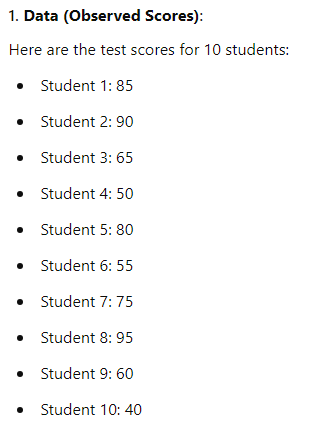 1. Data (Observed Scores):
Here are the test scores for 10 students:
• Student 1: 85
• Student 2: 90
• Student 3: 65
• Student 4: 50
• Student 5: 80
• Student 6: 55
• Student 7: 75
• Student 8: 95
• Student 9: 60
• Student 10: 40